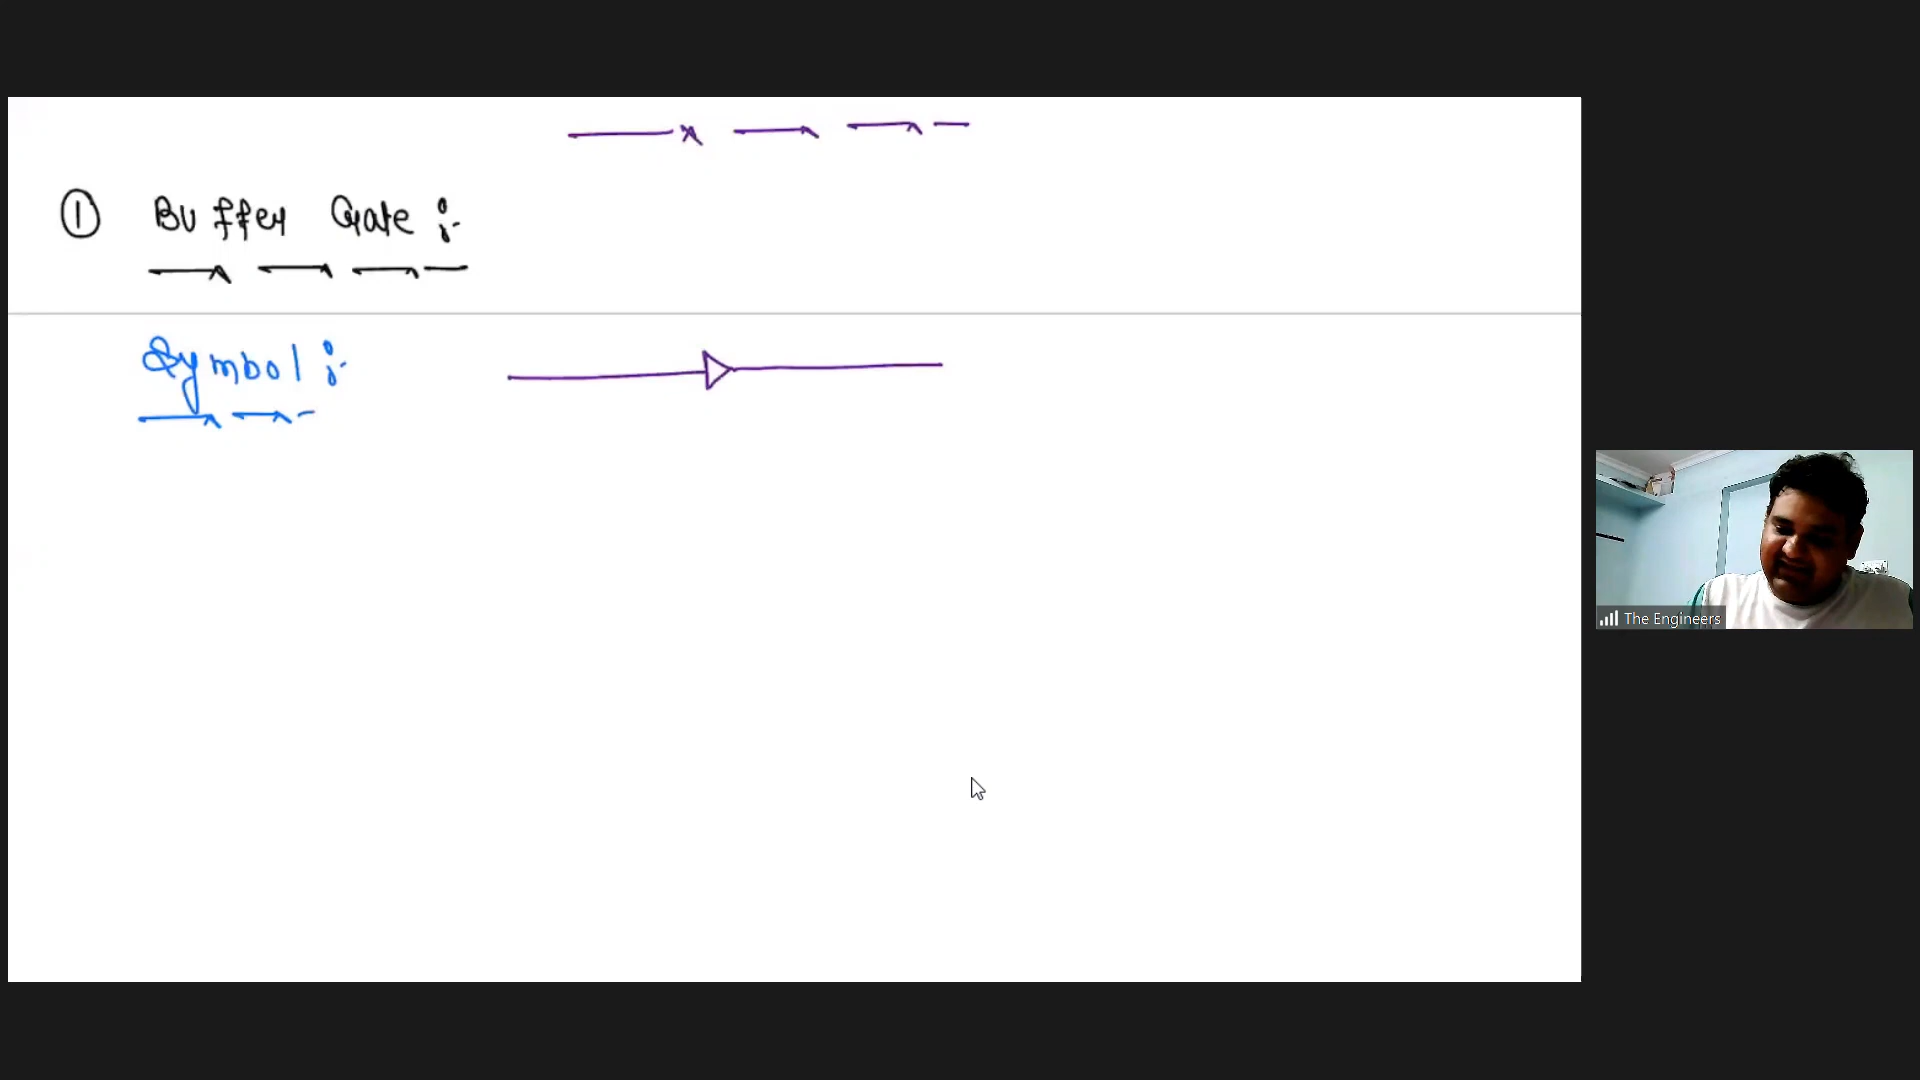 ① Buffer Gate :-
Symbol :-
The Engineers